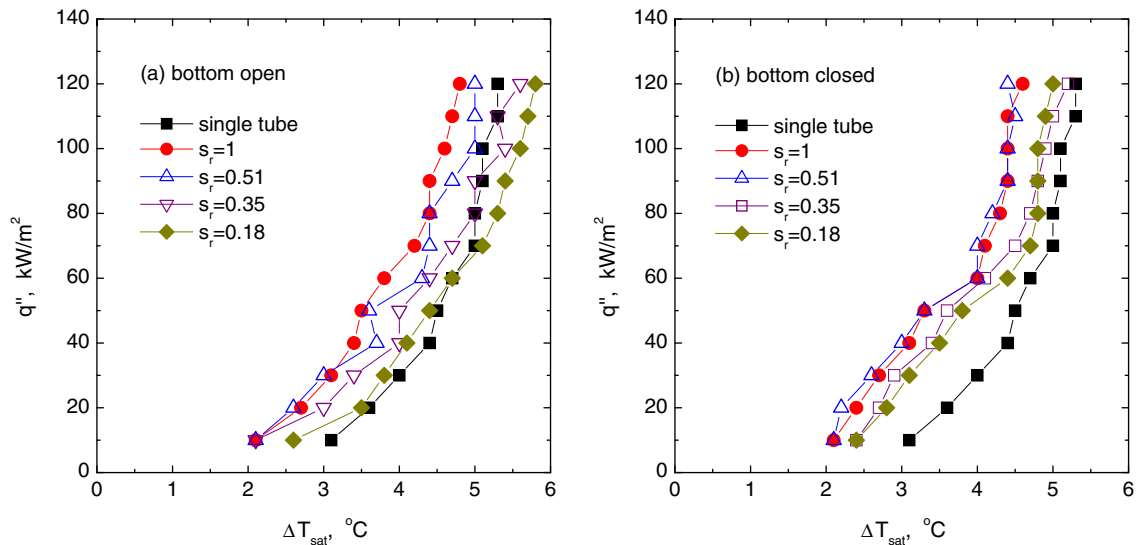 140
120
100
80
60
40
20
0
q", kW/m²
(a) bottom open
single tube
sᵣ=1
sᵣ=0.51
sᵣ=0.35
sᵣ=0.18
0 1 2 3 4 5 6
ΔT_sat, °C
140
120
100
80
60
40
20
0
q", kW/m²
(b) bottom closed
single tube
sᵣ=1
sᵣ=0.51
sᵣ=0.35
sᵣ=0.18
0 1 2 3 4 5 6
ΔT_sat, °C